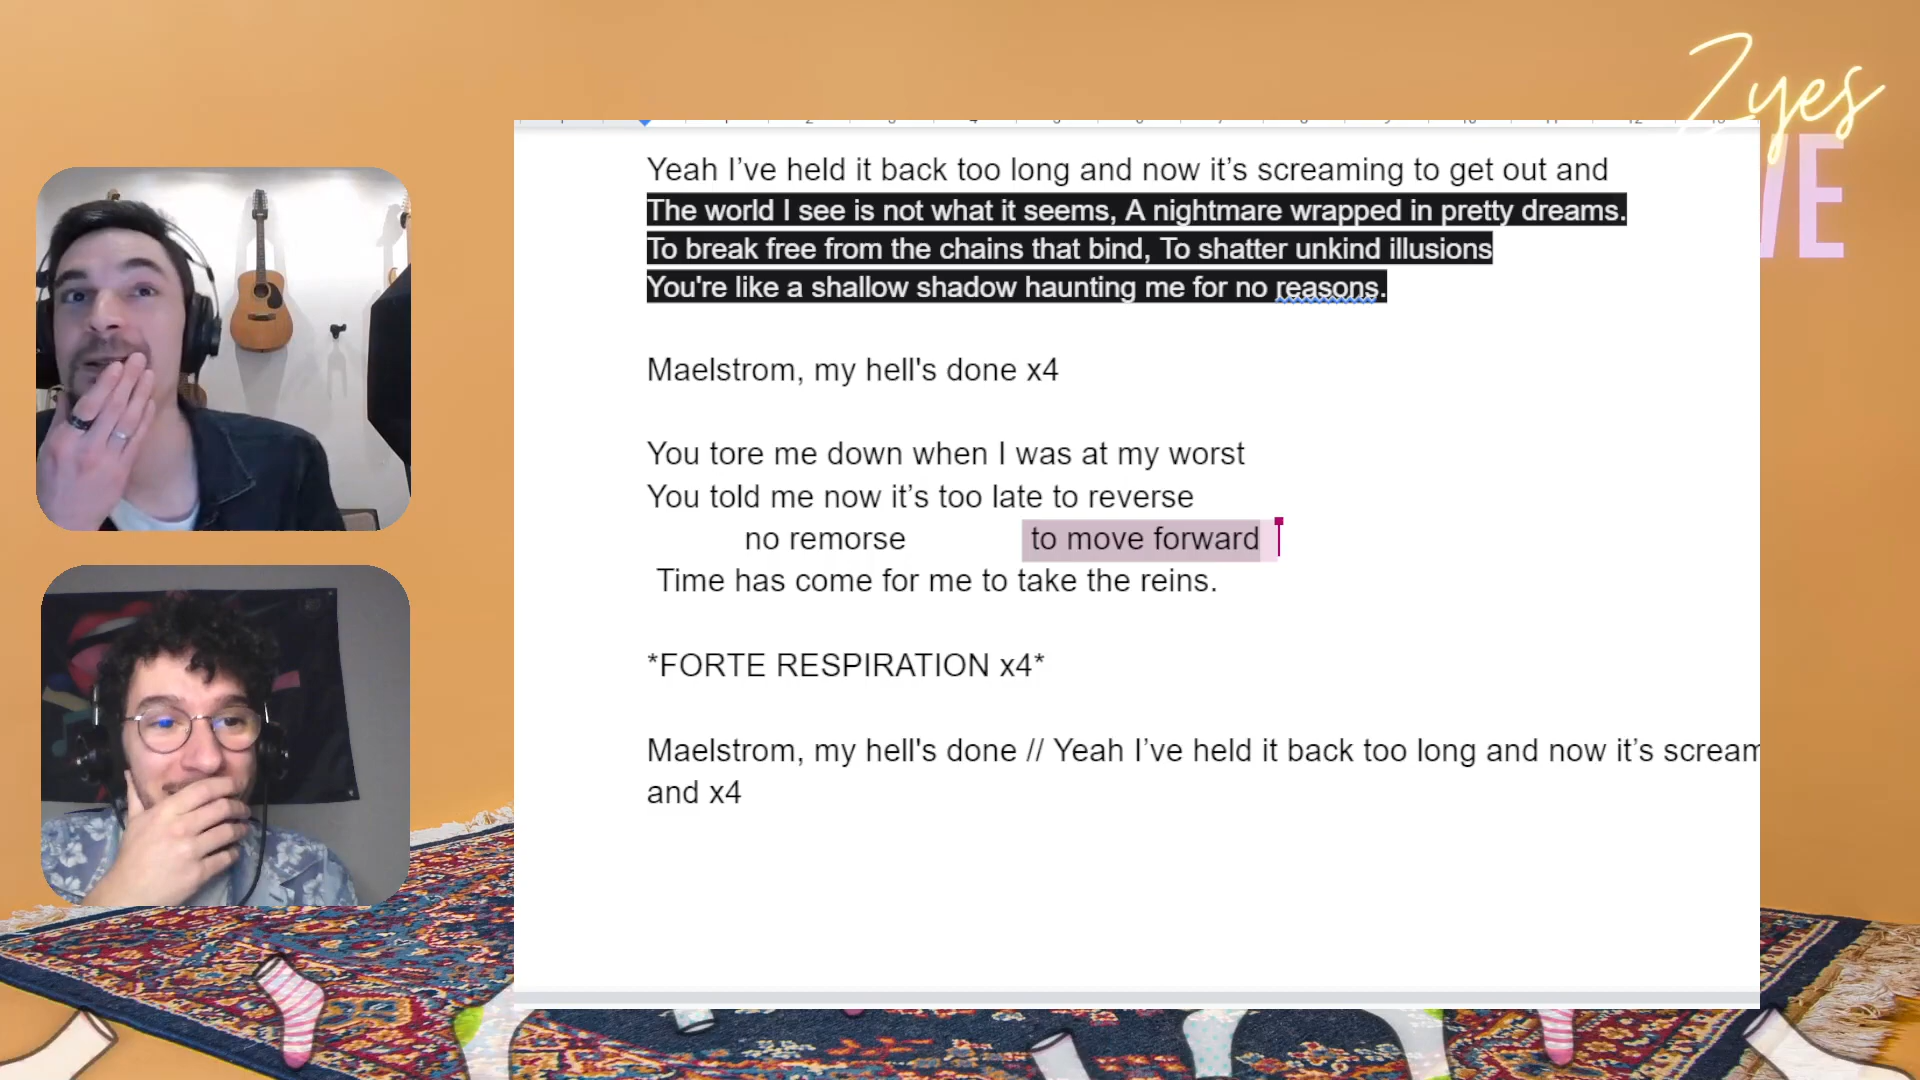 Zyes
VE
Yeah I’ve held it back too long and now it’s screaming to get out and
The world I see is not what it seems, A nightmare wrapped in pretty dreams.
To break free from the chains that bind, To shatter unkind illusions
You're like a shallow shadow haunting me for no reasons.
Maelstrom, my hell's done x4
You tore me down when I was at my worst
You told me now it’s too late to reverse
no remorse to move forward
Time has come for me to take the reins.
*FORTE RESPIRATION x4*
Maelstrom, my hell's done // Yeah I’ve held it back too long and now it’s scream
and x4